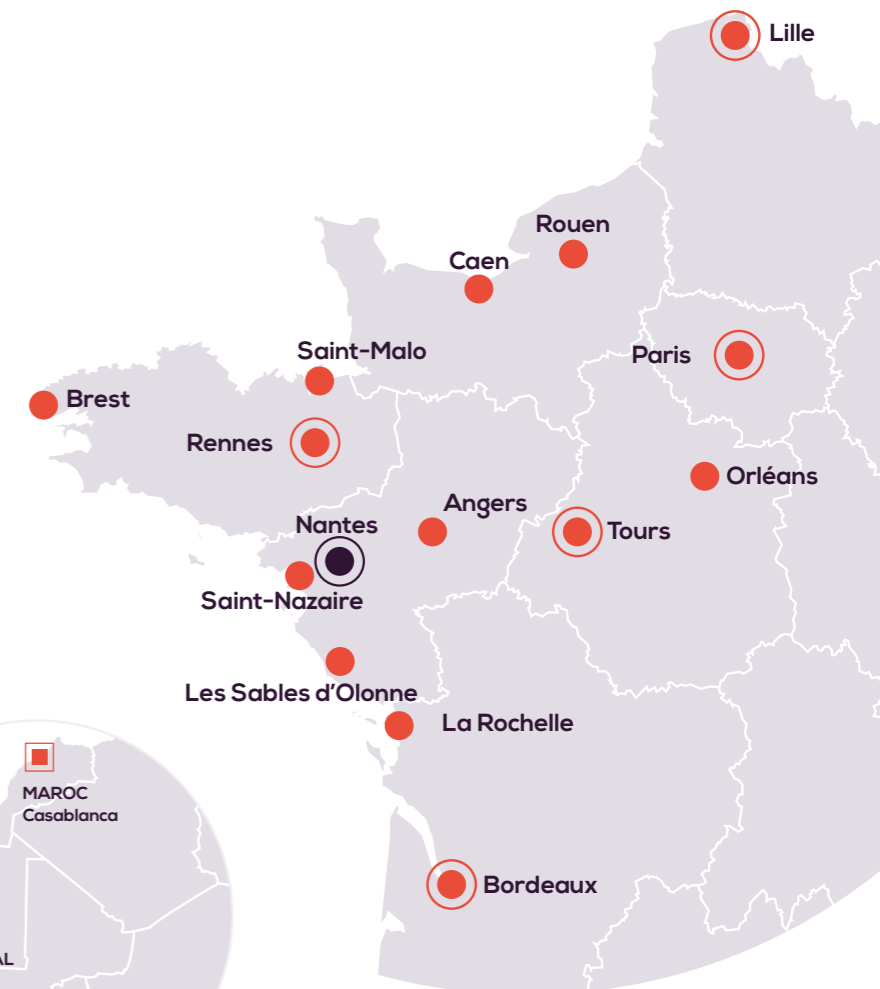 Lille
Rouen
Caen
Saint-Malo
Paris
Brest
Rennes
Orléans
Angers
Nantes
Tours
Saint-Nazaire
Les Sables d'Olonne
La Rochelle
MAROC
Casablanca
Bordeaux